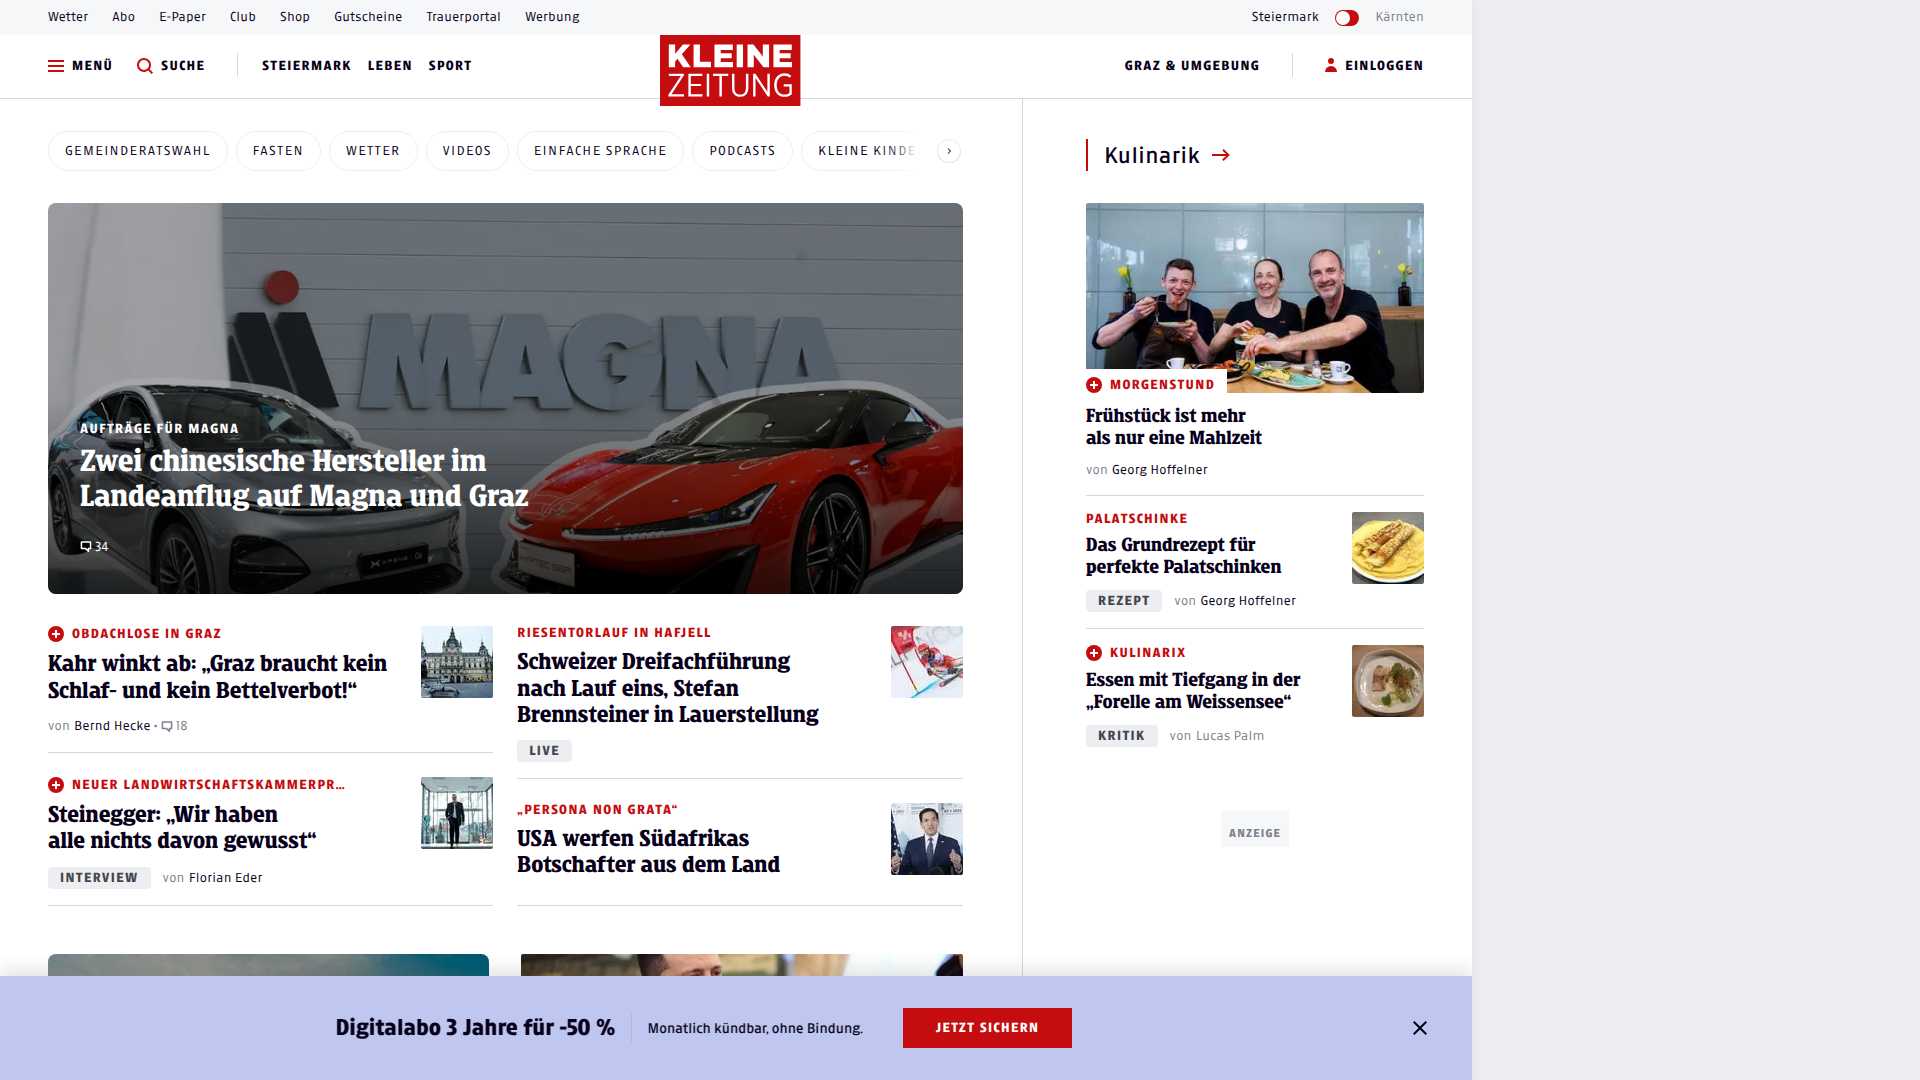 Wetter Abo E-Paper Club Shop Gutscheine Trauerportal Werbung Steiermark Kärnten
MENÜ SUCHE STEIERMARK LEBEN SPORT KLEINE ZEITUNG GRAZ & UMGEBUNG EINLOGGEN
GEMEINDERATSWAHL FASTEN WETTER VIDEOS EINFACHE SPRACHE PODCASTS KLEINE KINDE
MAGNA
AUFTRÄGE FÜR MAGNA
Zwei chinesische Hersteller im
Landeanflug auf Magna und Graz
34
OBDACHLOSE IN GRAZ
Kahr winkt ab: „Graz braucht kein
Schlaf- und kein Bettelverbot!“
von Bernd Hecke · 18
NEUER LANDWIRTSCHAFTSKAMMERPR...
Steinegger: „Wir haben
alle nichts davon gewusst“
INTERVIEW von Florian Eder
RIESENTORLAUF IN HAFJELL
Schweizer Dreifachführung
nach Lauf eins, Stefan
Brennsteiner in Lauerstellung
LIVE
„PERSONA NON GRATA“
USA werfen Südafrikas
Botschafter aus dem Land
Kulinarik
MORGENSTUND
Frühstück ist mehr
als nur eine Mahlzeit
von Georg Hoffelner
PALATSCHINKE
Das Grundrezept für
perfekte Palatschinken
REZEPT von Georg Hoffelner
KULINARIX
Essen mit Tiefgang in der
„Forelle am Weissensee“
KRITIK von Lucas Palm
ANZEIGE
Digitalabo 3 Jahre für -50 % Monatlich kündbar, ohne Bindung. JETZT SICHERN